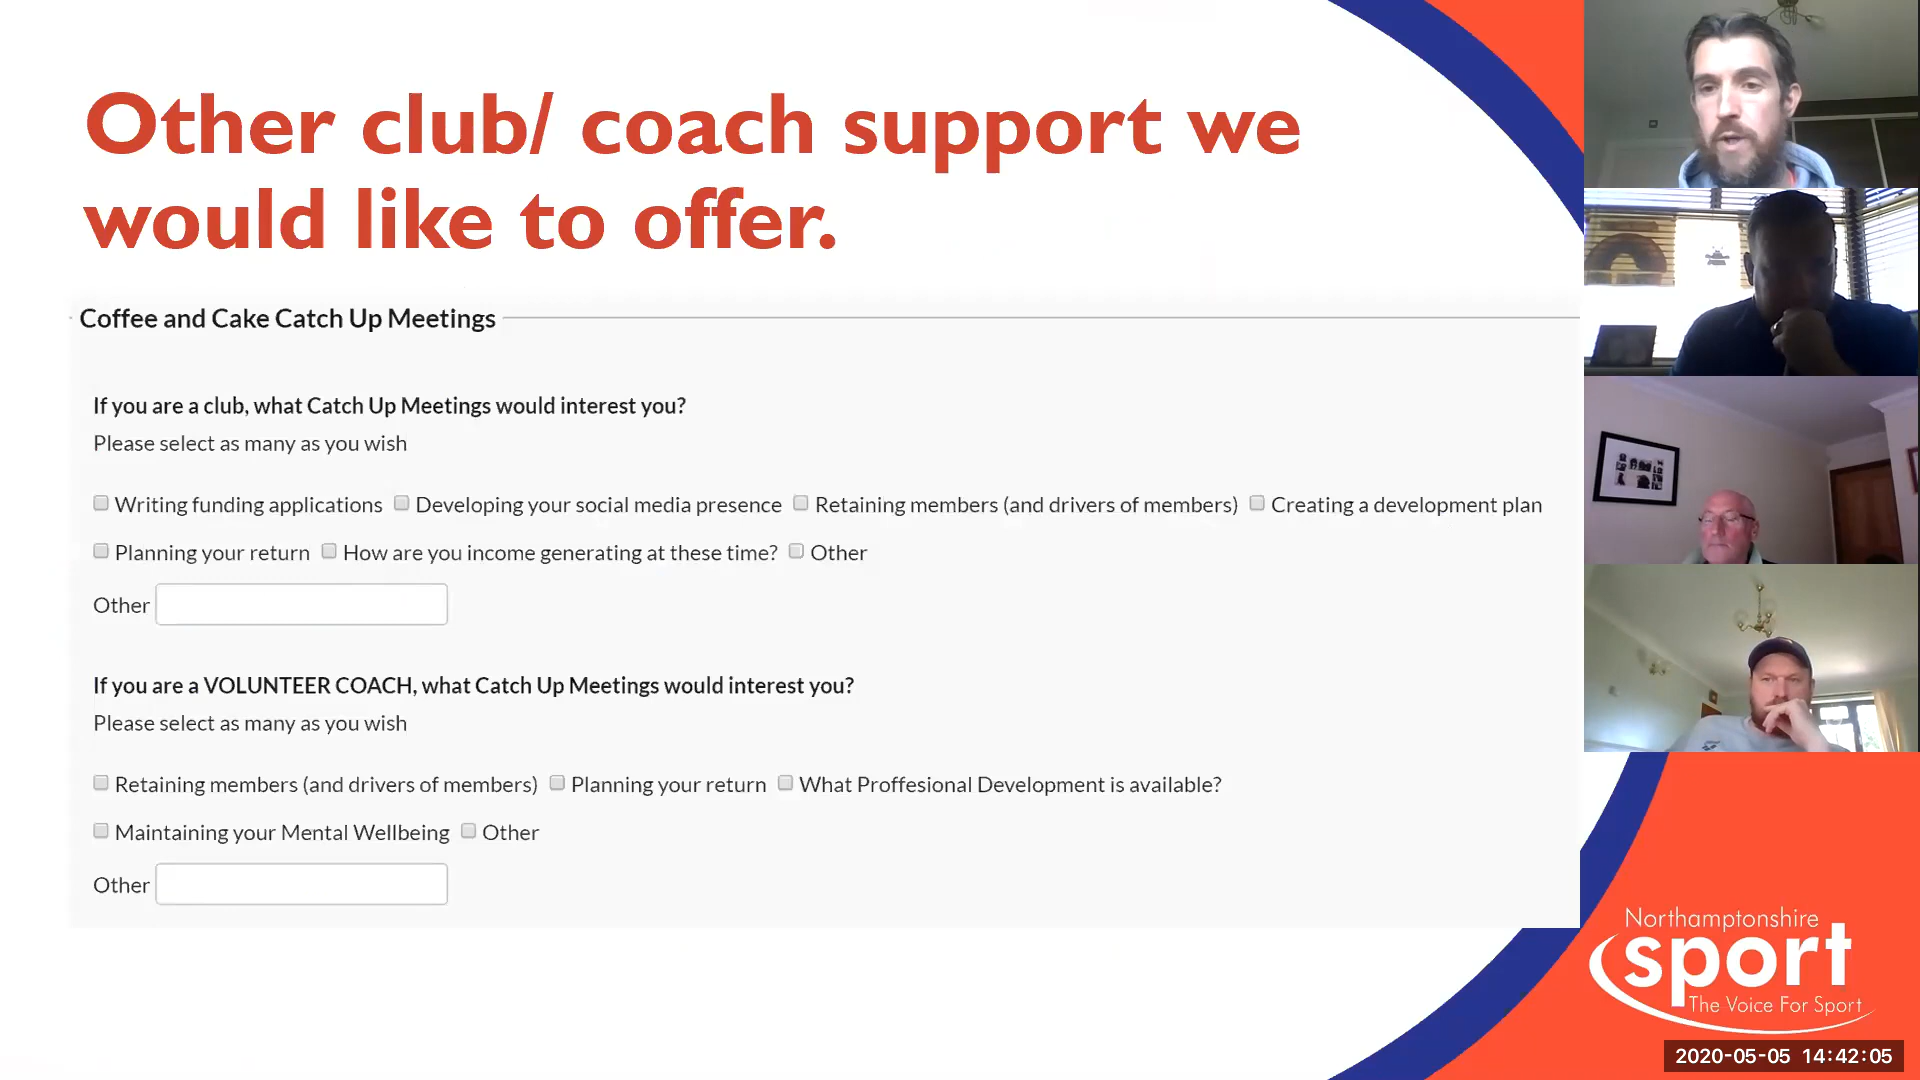 Other club/ coach support we
would like to offer.
Coffee and Cake Catch Up Meetings
If you are a club, what Catch Up Meetings would interest you?
Please select as many as you wish
Writing funding applications Developing your social media presence Retaining members (and drivers of members) Creating a development plan
Planning your return How are you income generating at these time? Other
Other
If you are a VOLUNTEER COACH, what Catch Up Meetings would interest you?
Please select as many as you wish
Retaining members (and drivers of members) Planning your return What Proffesional Development is available?
Maintaining your Mental Wellbeing Other
Other
Northamptonshire
sport
The Voice For Sport
2020-05-05 14:42:05